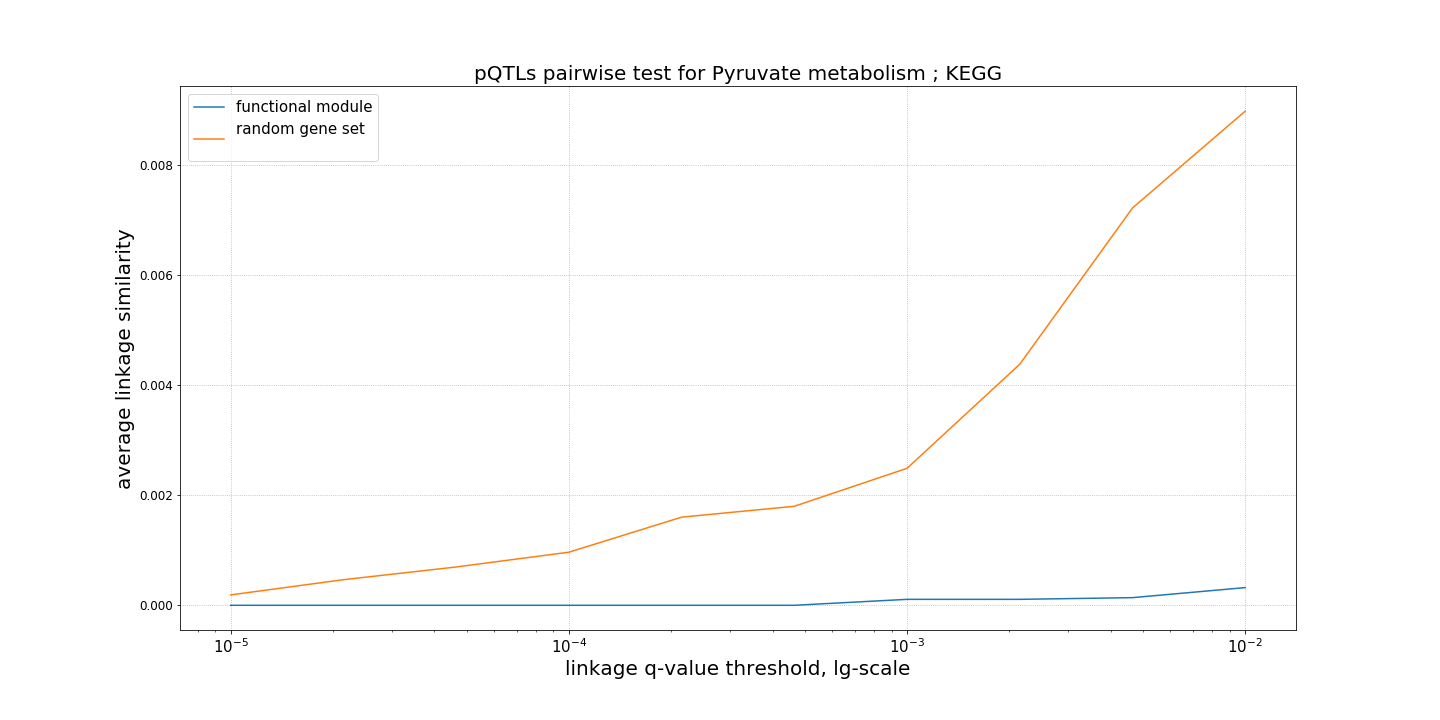 pQTLs pairwise test for Pyruvate metabolism ; KEGG
functional module
random gene set
0.008
0.006
0.004
0.002
0.000
average linkage similarity
10⁻⁵ 10⁻⁴ 10⁻³ 10⁻²
linkage q-value threshold, lg-scale